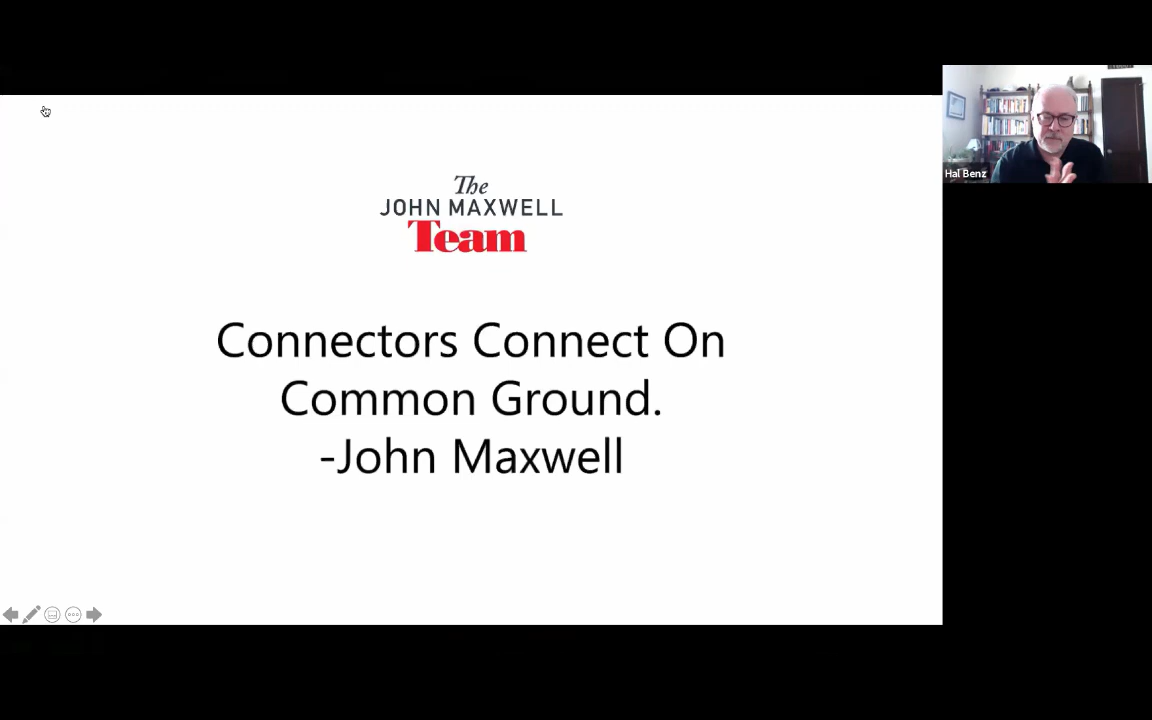 The
JOHN MAXWELL
Team
Connectors Connect On
Common Ground.
-John Maxwell
Hal Benz